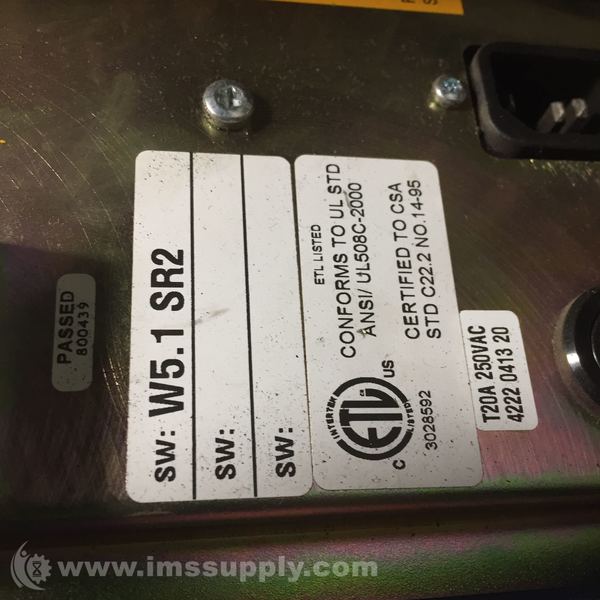 PASSED
800439
SW: W5.1 SR2
SW:
SW:
ETL LISTED
CONFORMS TO UL STD
ANSI/ UL508C-2000
CERTIFIED TO CSA
STD C22.2 NO.14-95
INTERTEK
ETL
LISTED
C
US
3028592
T20A 250VAC
4222 0413 20
www.imssupply.com